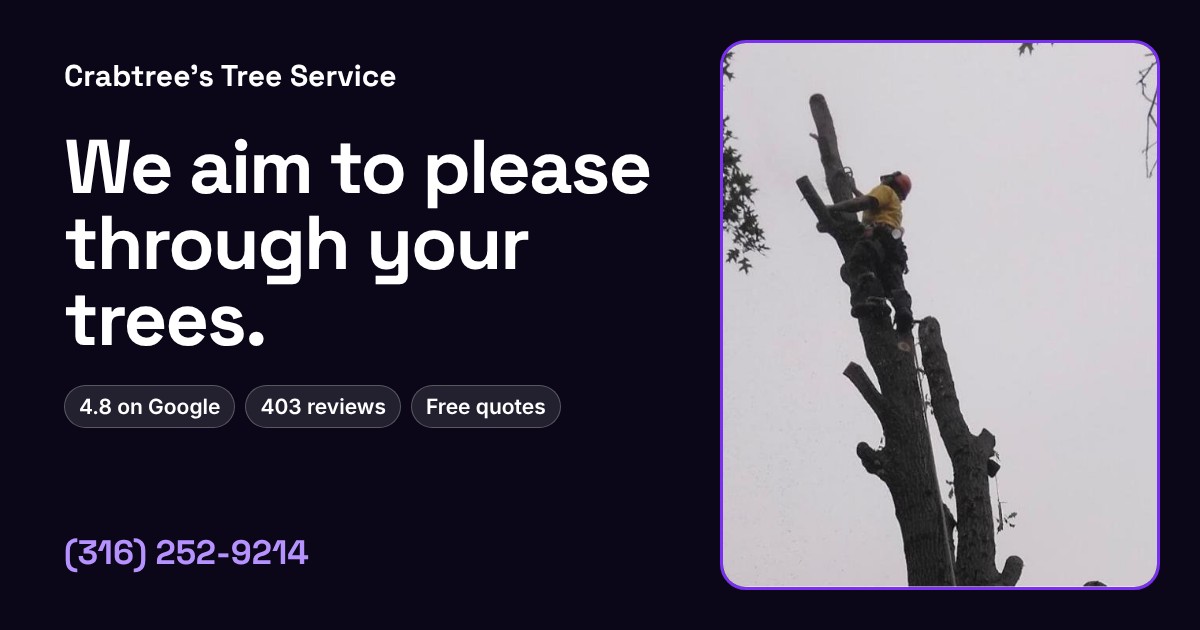 Crabtree's Tree Service
We aim to please
through your
trees.
4.8 on Google
403 reviews
Free quotes
(316) 252-9214